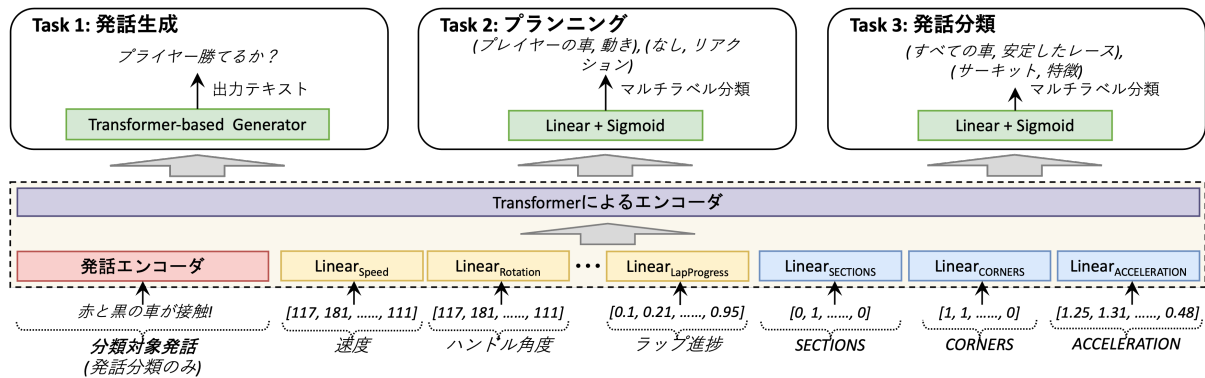 Task 1: 発話生成
プライヤー勝てるか？
出力テキスト
Transformer-based Generator
Task 2: プランニング
(プレイヤーの車, 動き), (なし, リアク
ション)
マルチラベル分類
Linear + Sigmoid
Task 3: 発話分類
(すべての車, 安定したレース),
(サーキット, 特徴)
マルチラベル分類
Linear + Sigmoid
Transformerによるエンコーダ
発話エンコーダ
LinearSpeed
LinearRotation
•••
LinearLapProgress
LinearSECTIONS
LinearCORNERS
LinearACCELERATION
赤と黒の車が接触!
[117, 181, ……, 111]
[117, 181, ……, 111]
[0.1, 0.21, ……, 0.95]
[0, 1, ……, 0]
[1, 1, ……, 0]
[1.25, 1.31, ……, 0.48]
分類対象発話
(発話分類のみ)
速度
ハンドル角度
ラップ進捗
SECTIONS
CORNERS
ACCELERATION